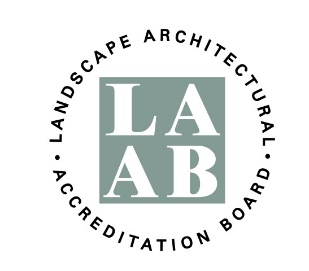 LANDSCAPE ARCHITECTURAL
LA
AB
• ACCREDITATION BOARD •